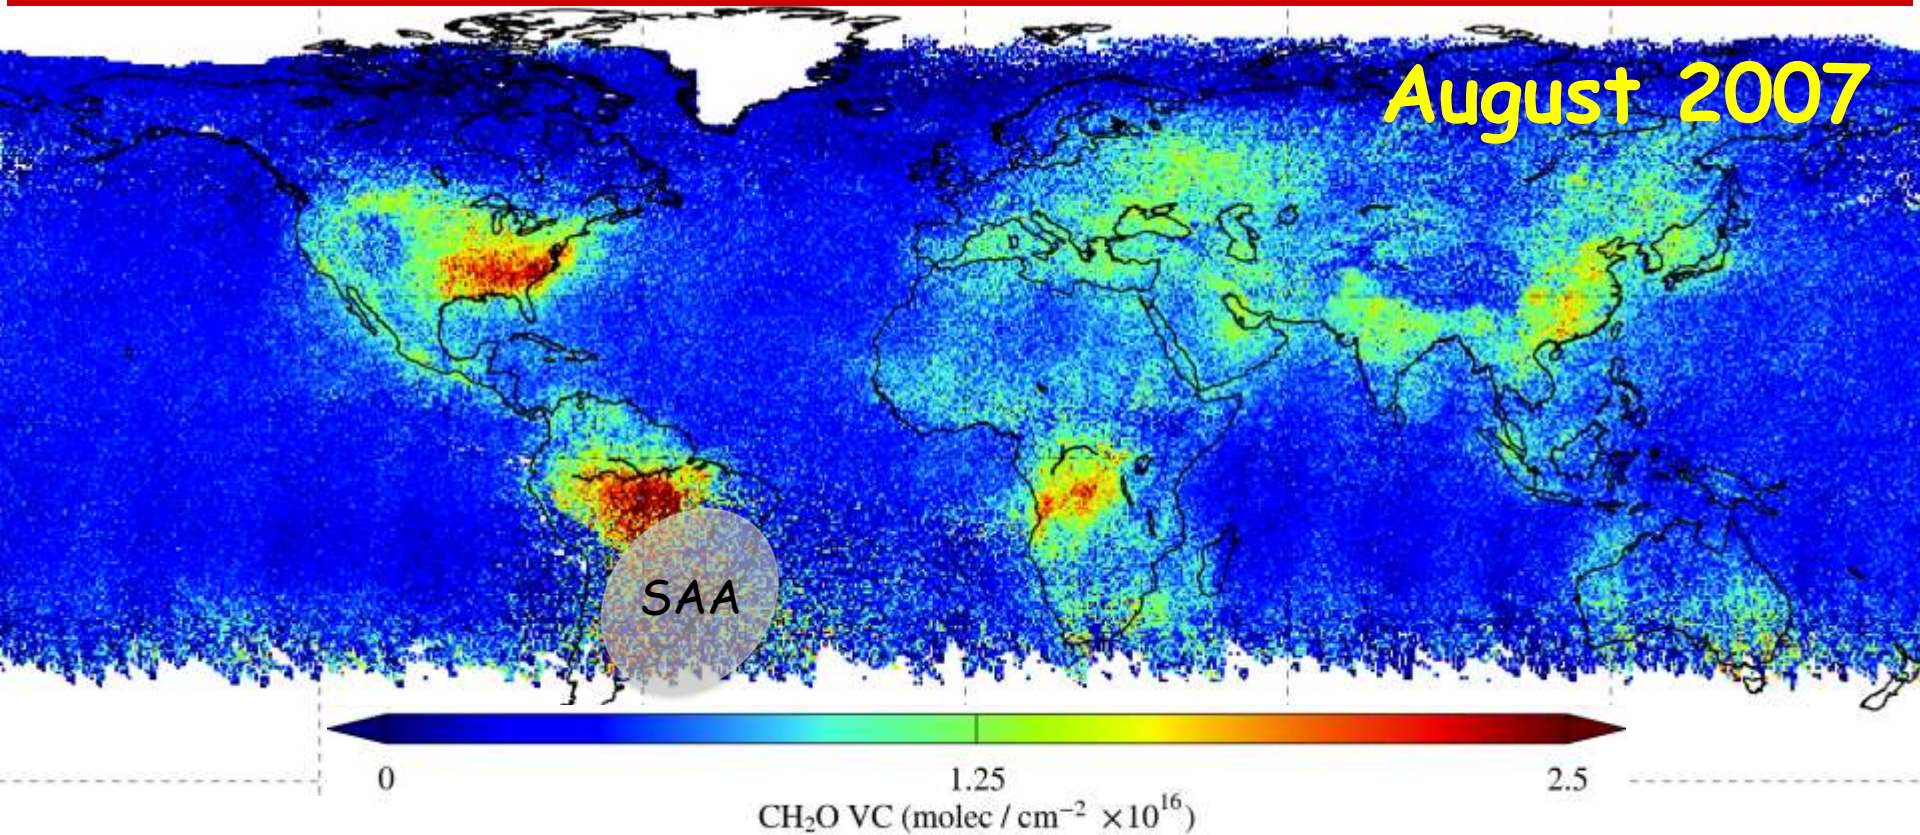 August 2007
SAA
0 1.25 2.5
CH₂O VC (molec / cm⁻² ×10¹⁶)